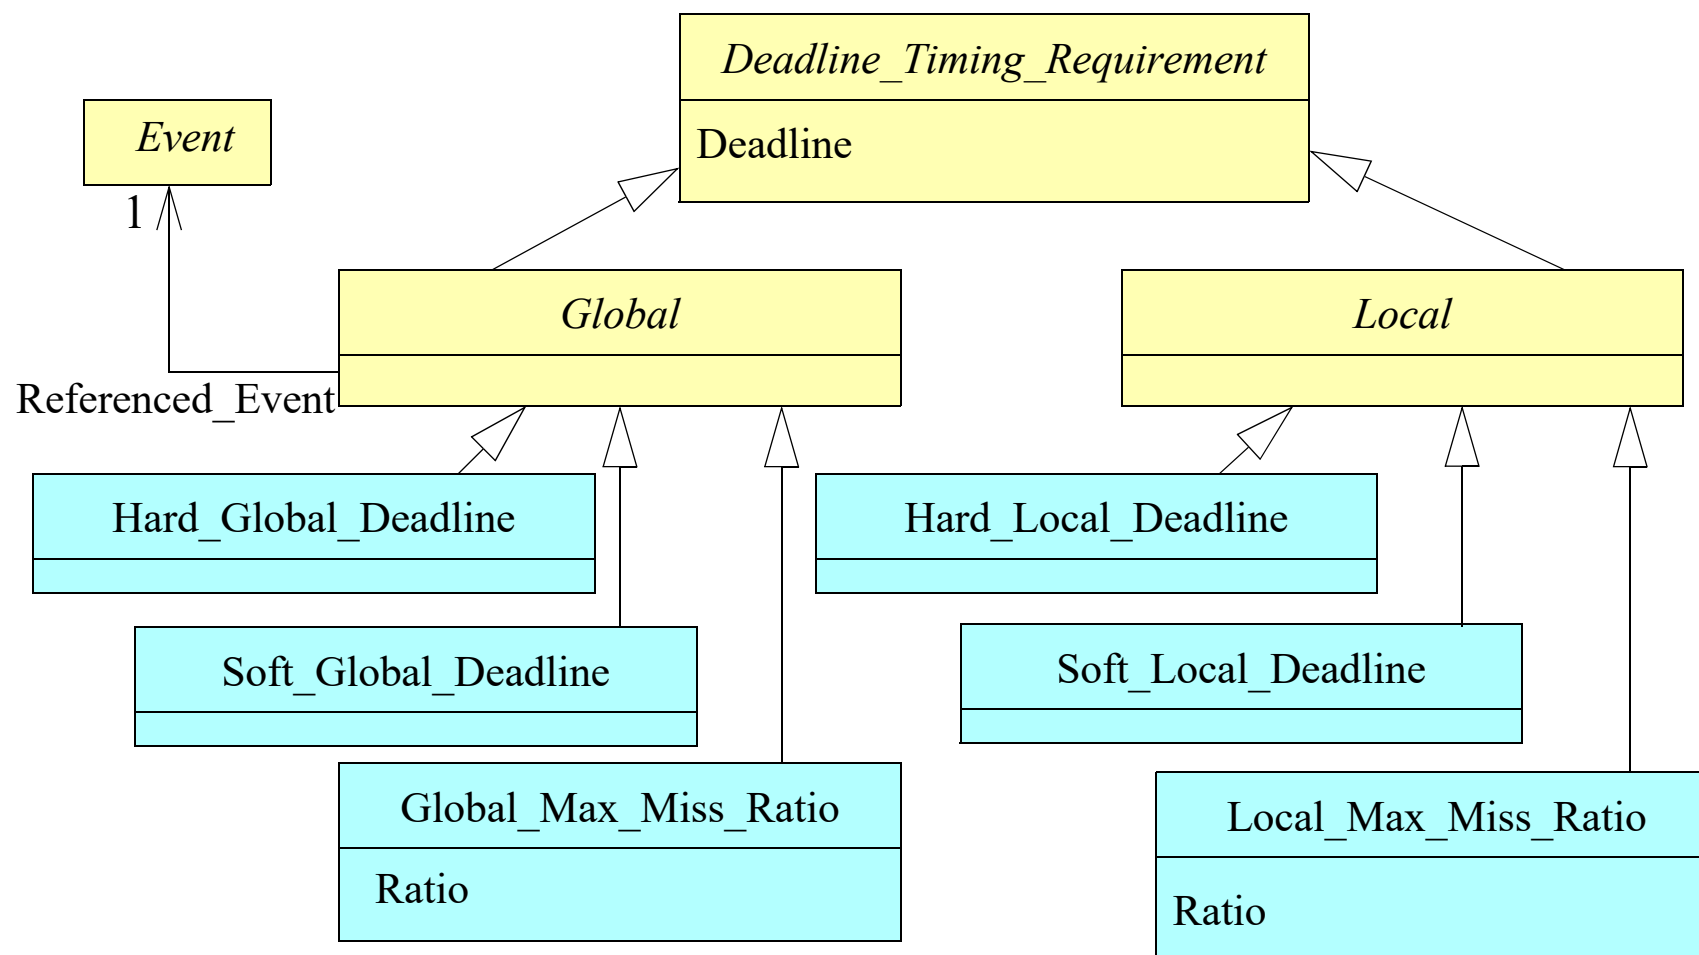 Deadline_Timing_Requirement
Deadline
Event
1
Referenced_Event
Global
Local
Hard_Global_Deadline
Hard_Local_Deadline
Soft_Global_Deadline
Soft_Local_Deadline
Global_Max_Miss_Ratio
Ratio
Local_Max_Miss_Ratio
Ratio